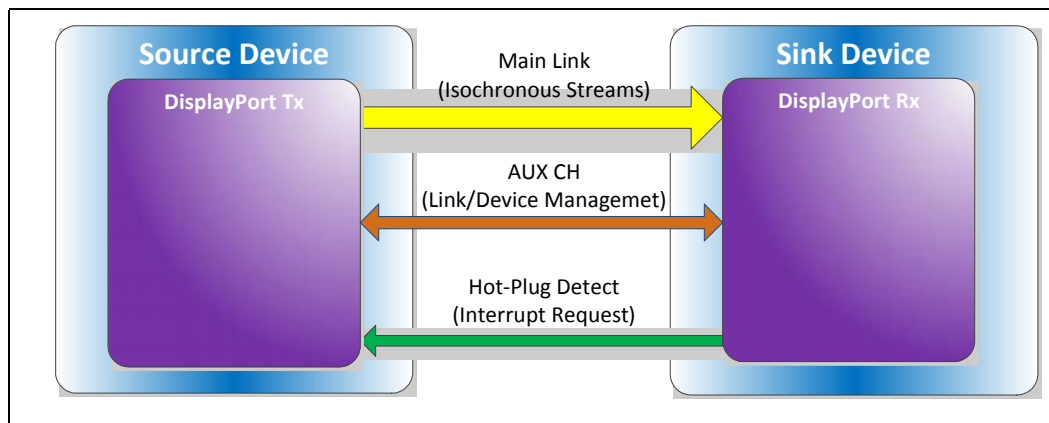 Source Device
Sink Device
DisplayPort Tx
Main Link
(Isochronous Streams)
DisplayPort Rx
AUX CH
(Link/Device Managemet)
Hot-Plug Detect
(Interrupt Request)